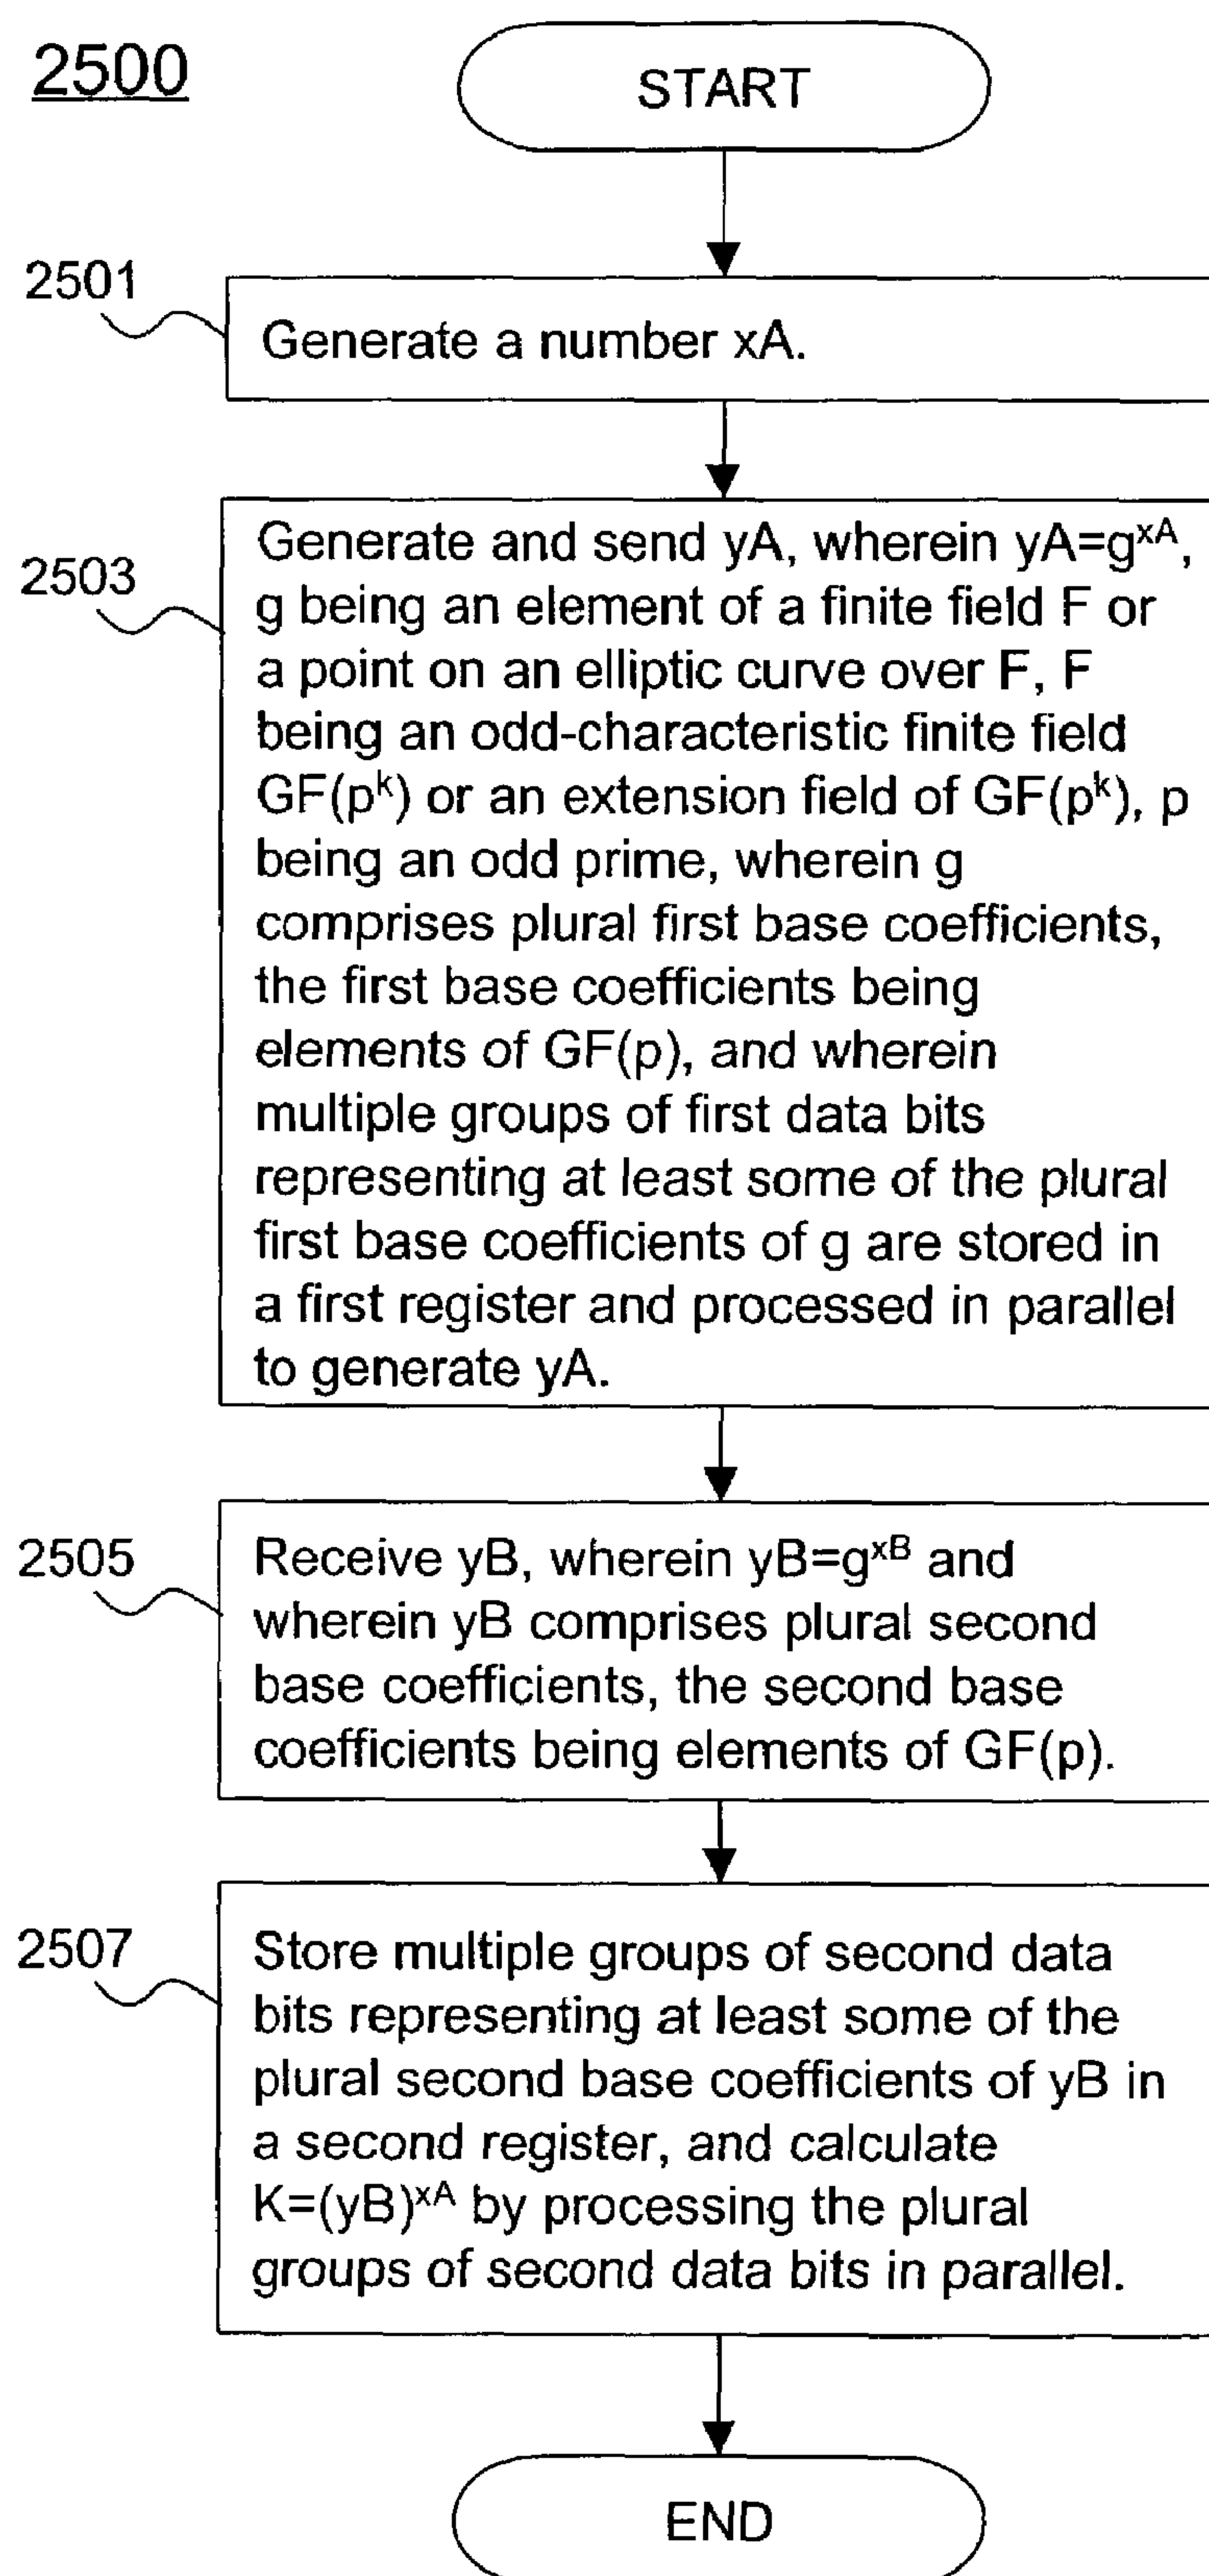 2500
START
2501
Generate a number xA.
2503
Generate and send yA, wherein yA=g^xA,
g being an element of a finite field F or
a point on an elliptic curve over F, F
being an odd-characteristic finite field
GF(p^k) or an extension field of GF(p^k), p
being an odd prime, wherein g
comprises plural first base coefficients,
the first base coefficients being
elements of GF(p), and wherein
multiple groups of first data bits
representing at least some of the plural
first base coefficients of g are stored in
a first register and processed in parallel
to generate yA.
2505
Receive yB, wherein yB=g^xB and
wherein yB comprises plural second
base coefficients, the second base
coefficients being elements of GF(p).
2507
Store multiple groups of second data
bits representing at least some of the
plural second base coefficients of yB in
a second register, and calculate
K=(yB)^xA by processing the plural
groups of second data bits in parallel.
END